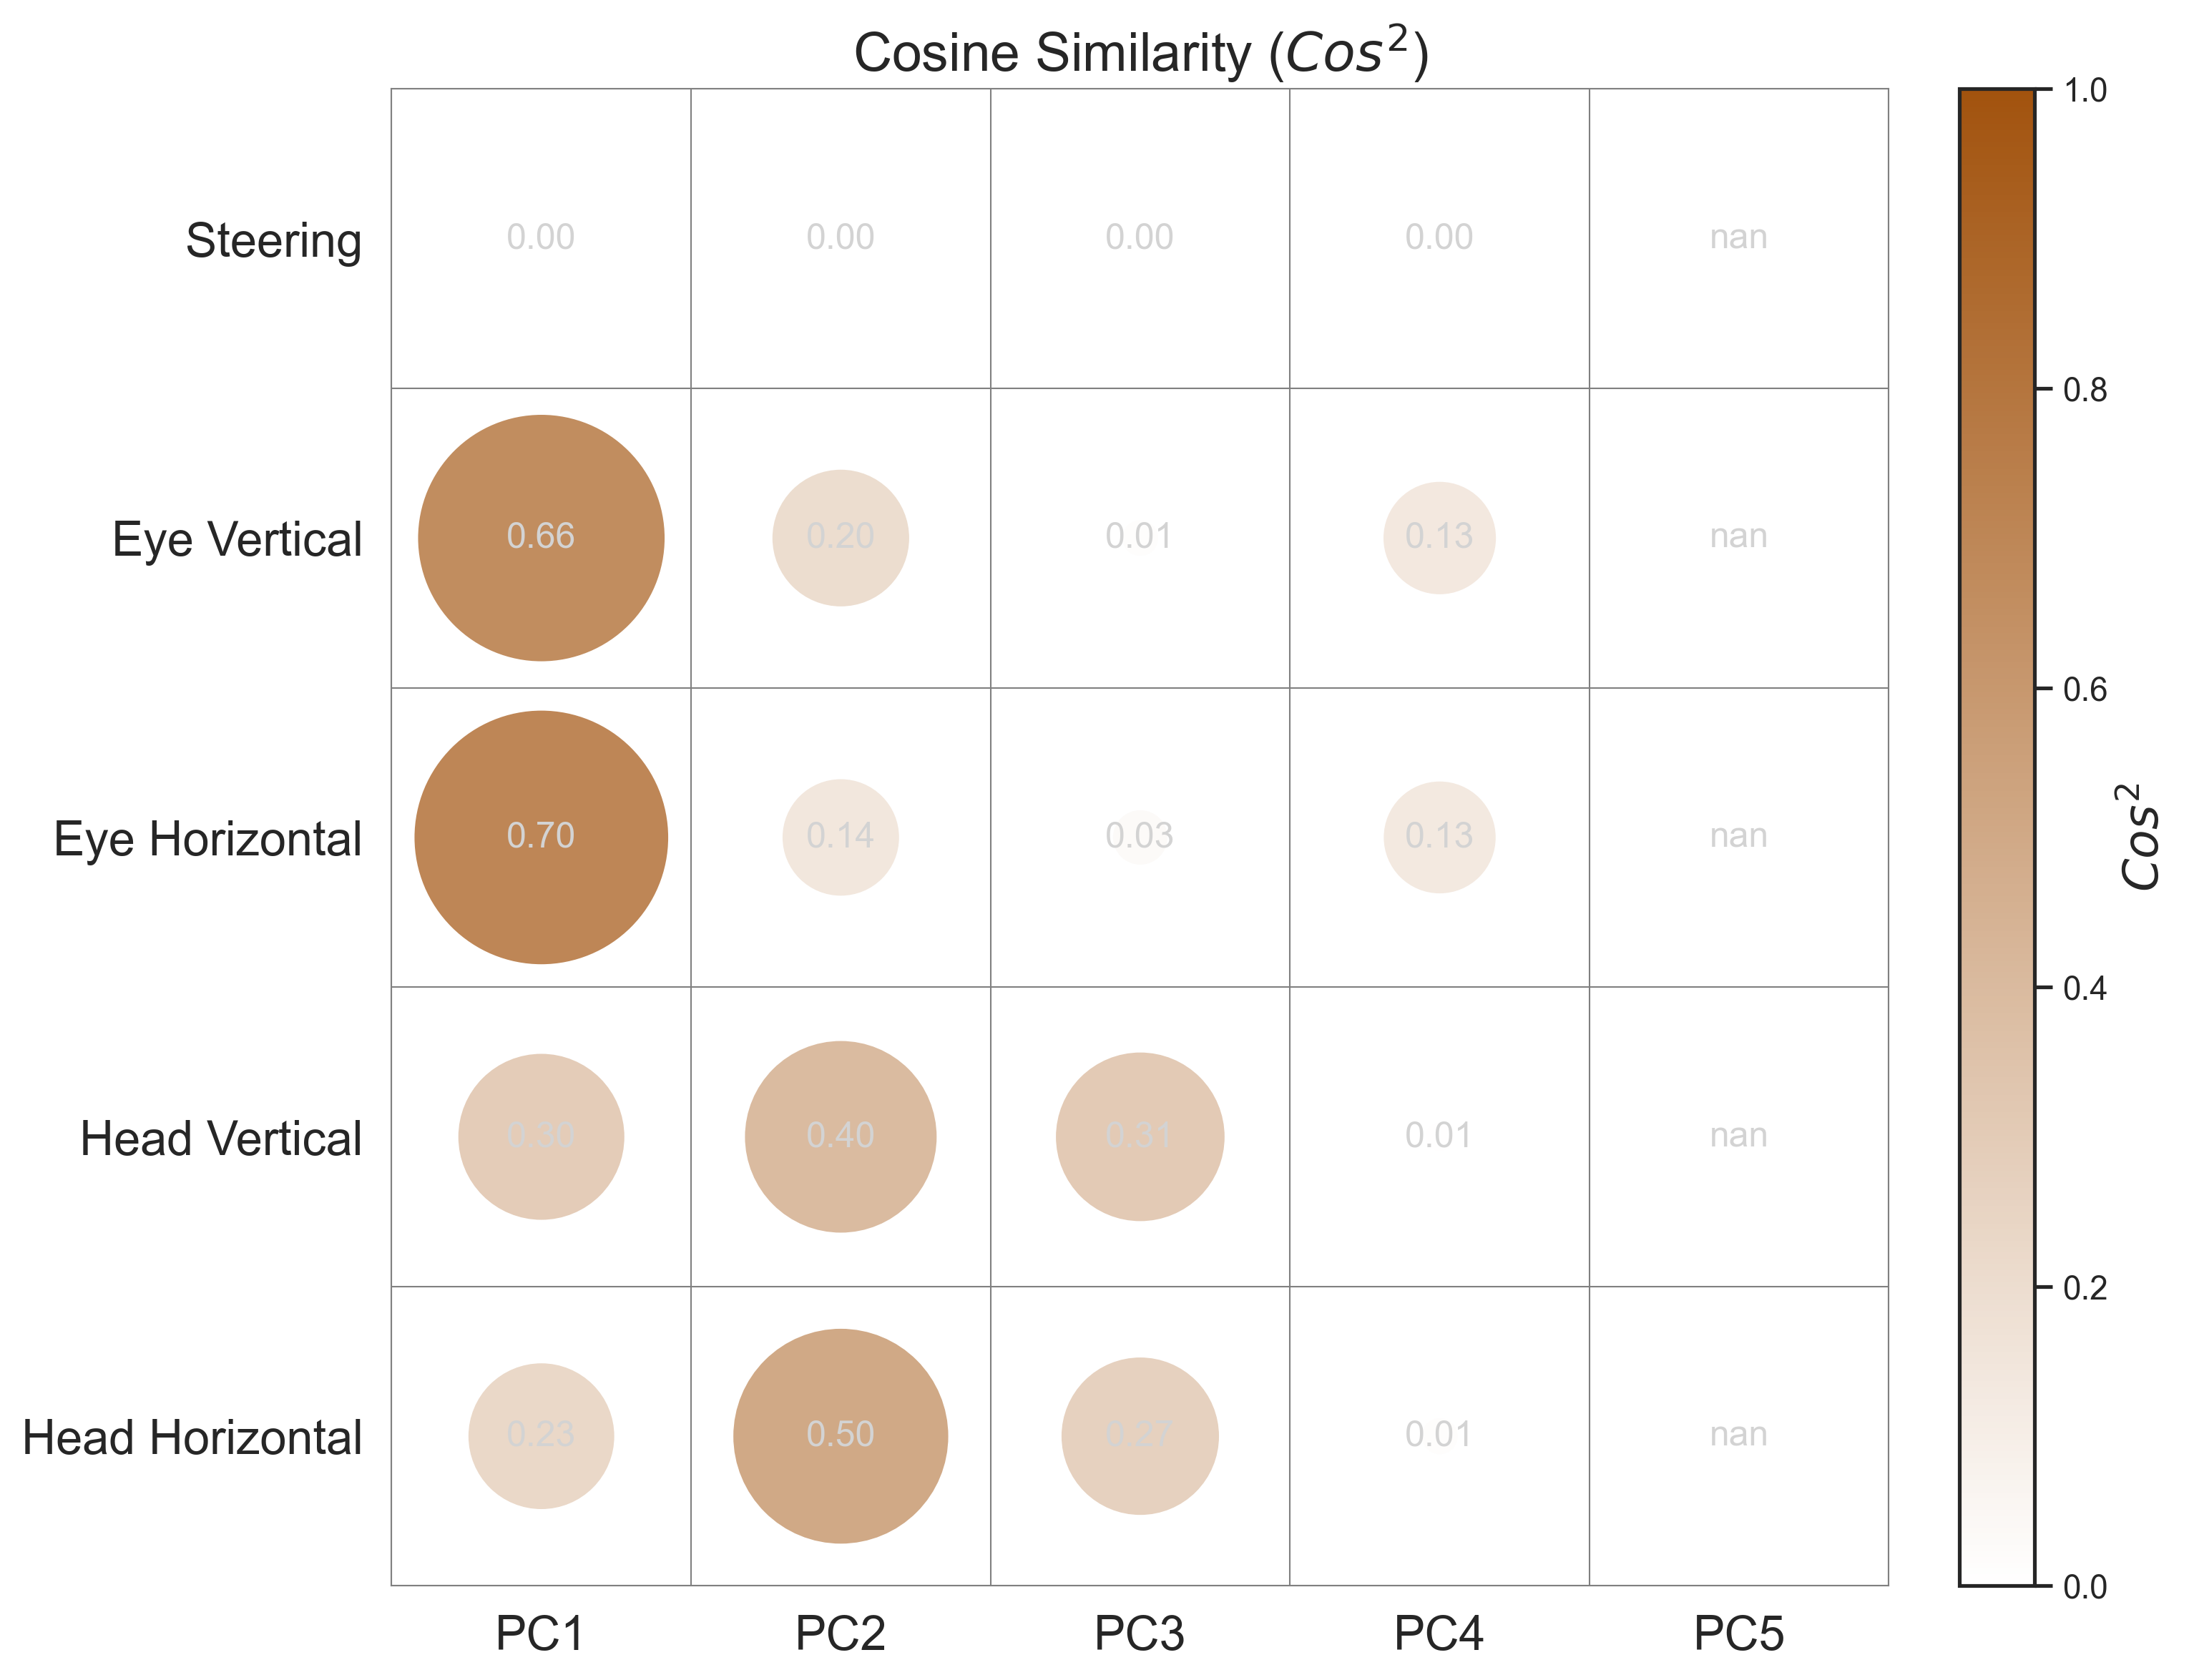 Cosine Similarity (Cos²)
Steering 0.00 0.00 0.00 0.00 nan
Eye Vertical 0.66 0.20 0.01 0.13 nan
Eye Horizontal 0.70 0.14 0.03 0.13 nan
Head Vertical 0.30 0.40 0.31 0.01 nan
Head Horizontal 0.23 0.50 0.27 0.01 nan
PC1 PC2 PC3 PC4 PC5
1.0
0.8
0.6
0.4
0.2
0.0
Cos²